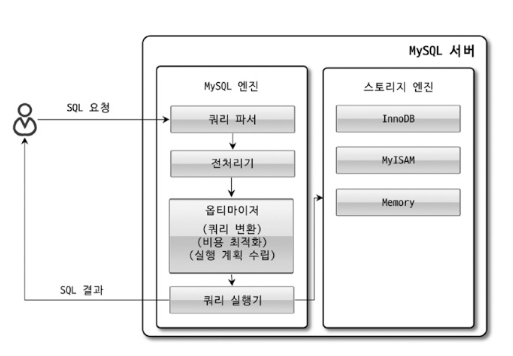 MySQL 서버
MySQL 엔진
스토리지 엔진
SQL 요청
쿼리 파서
InnoDB
전처리기
MyISAM
옵티마이저
(쿼리 변환)
(비용 최적화)
(실행 계획 수립)
Memory
SQL 결과
쿼리 실행기